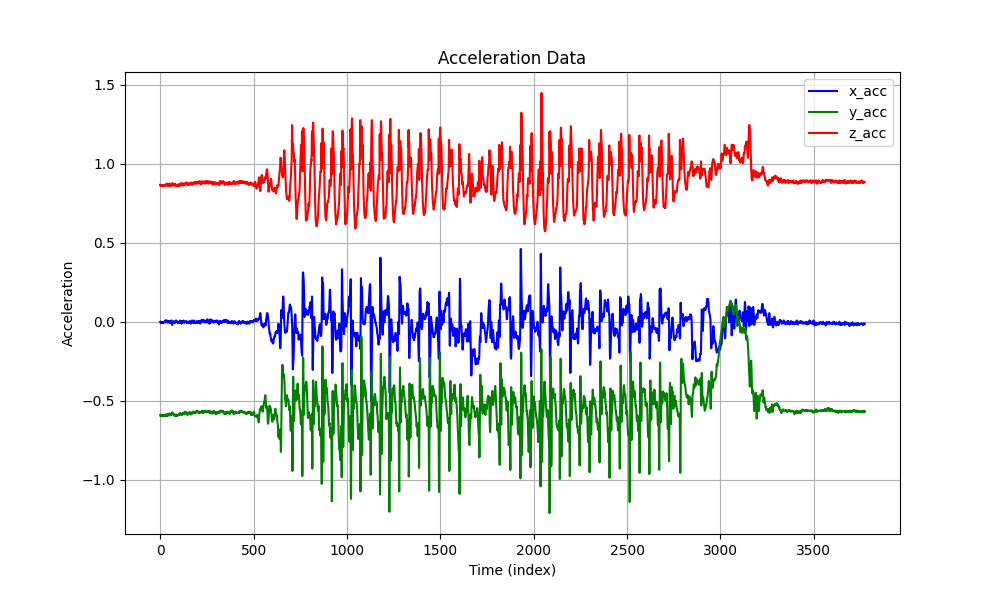 Acceleration Data
1.5
1.0
0.5
0.0
−0.5
−1.0
Acceleration
x_acc
y_acc
z_acc
0 500 1000 1500 2000 2500 3000 3500
Time (index)